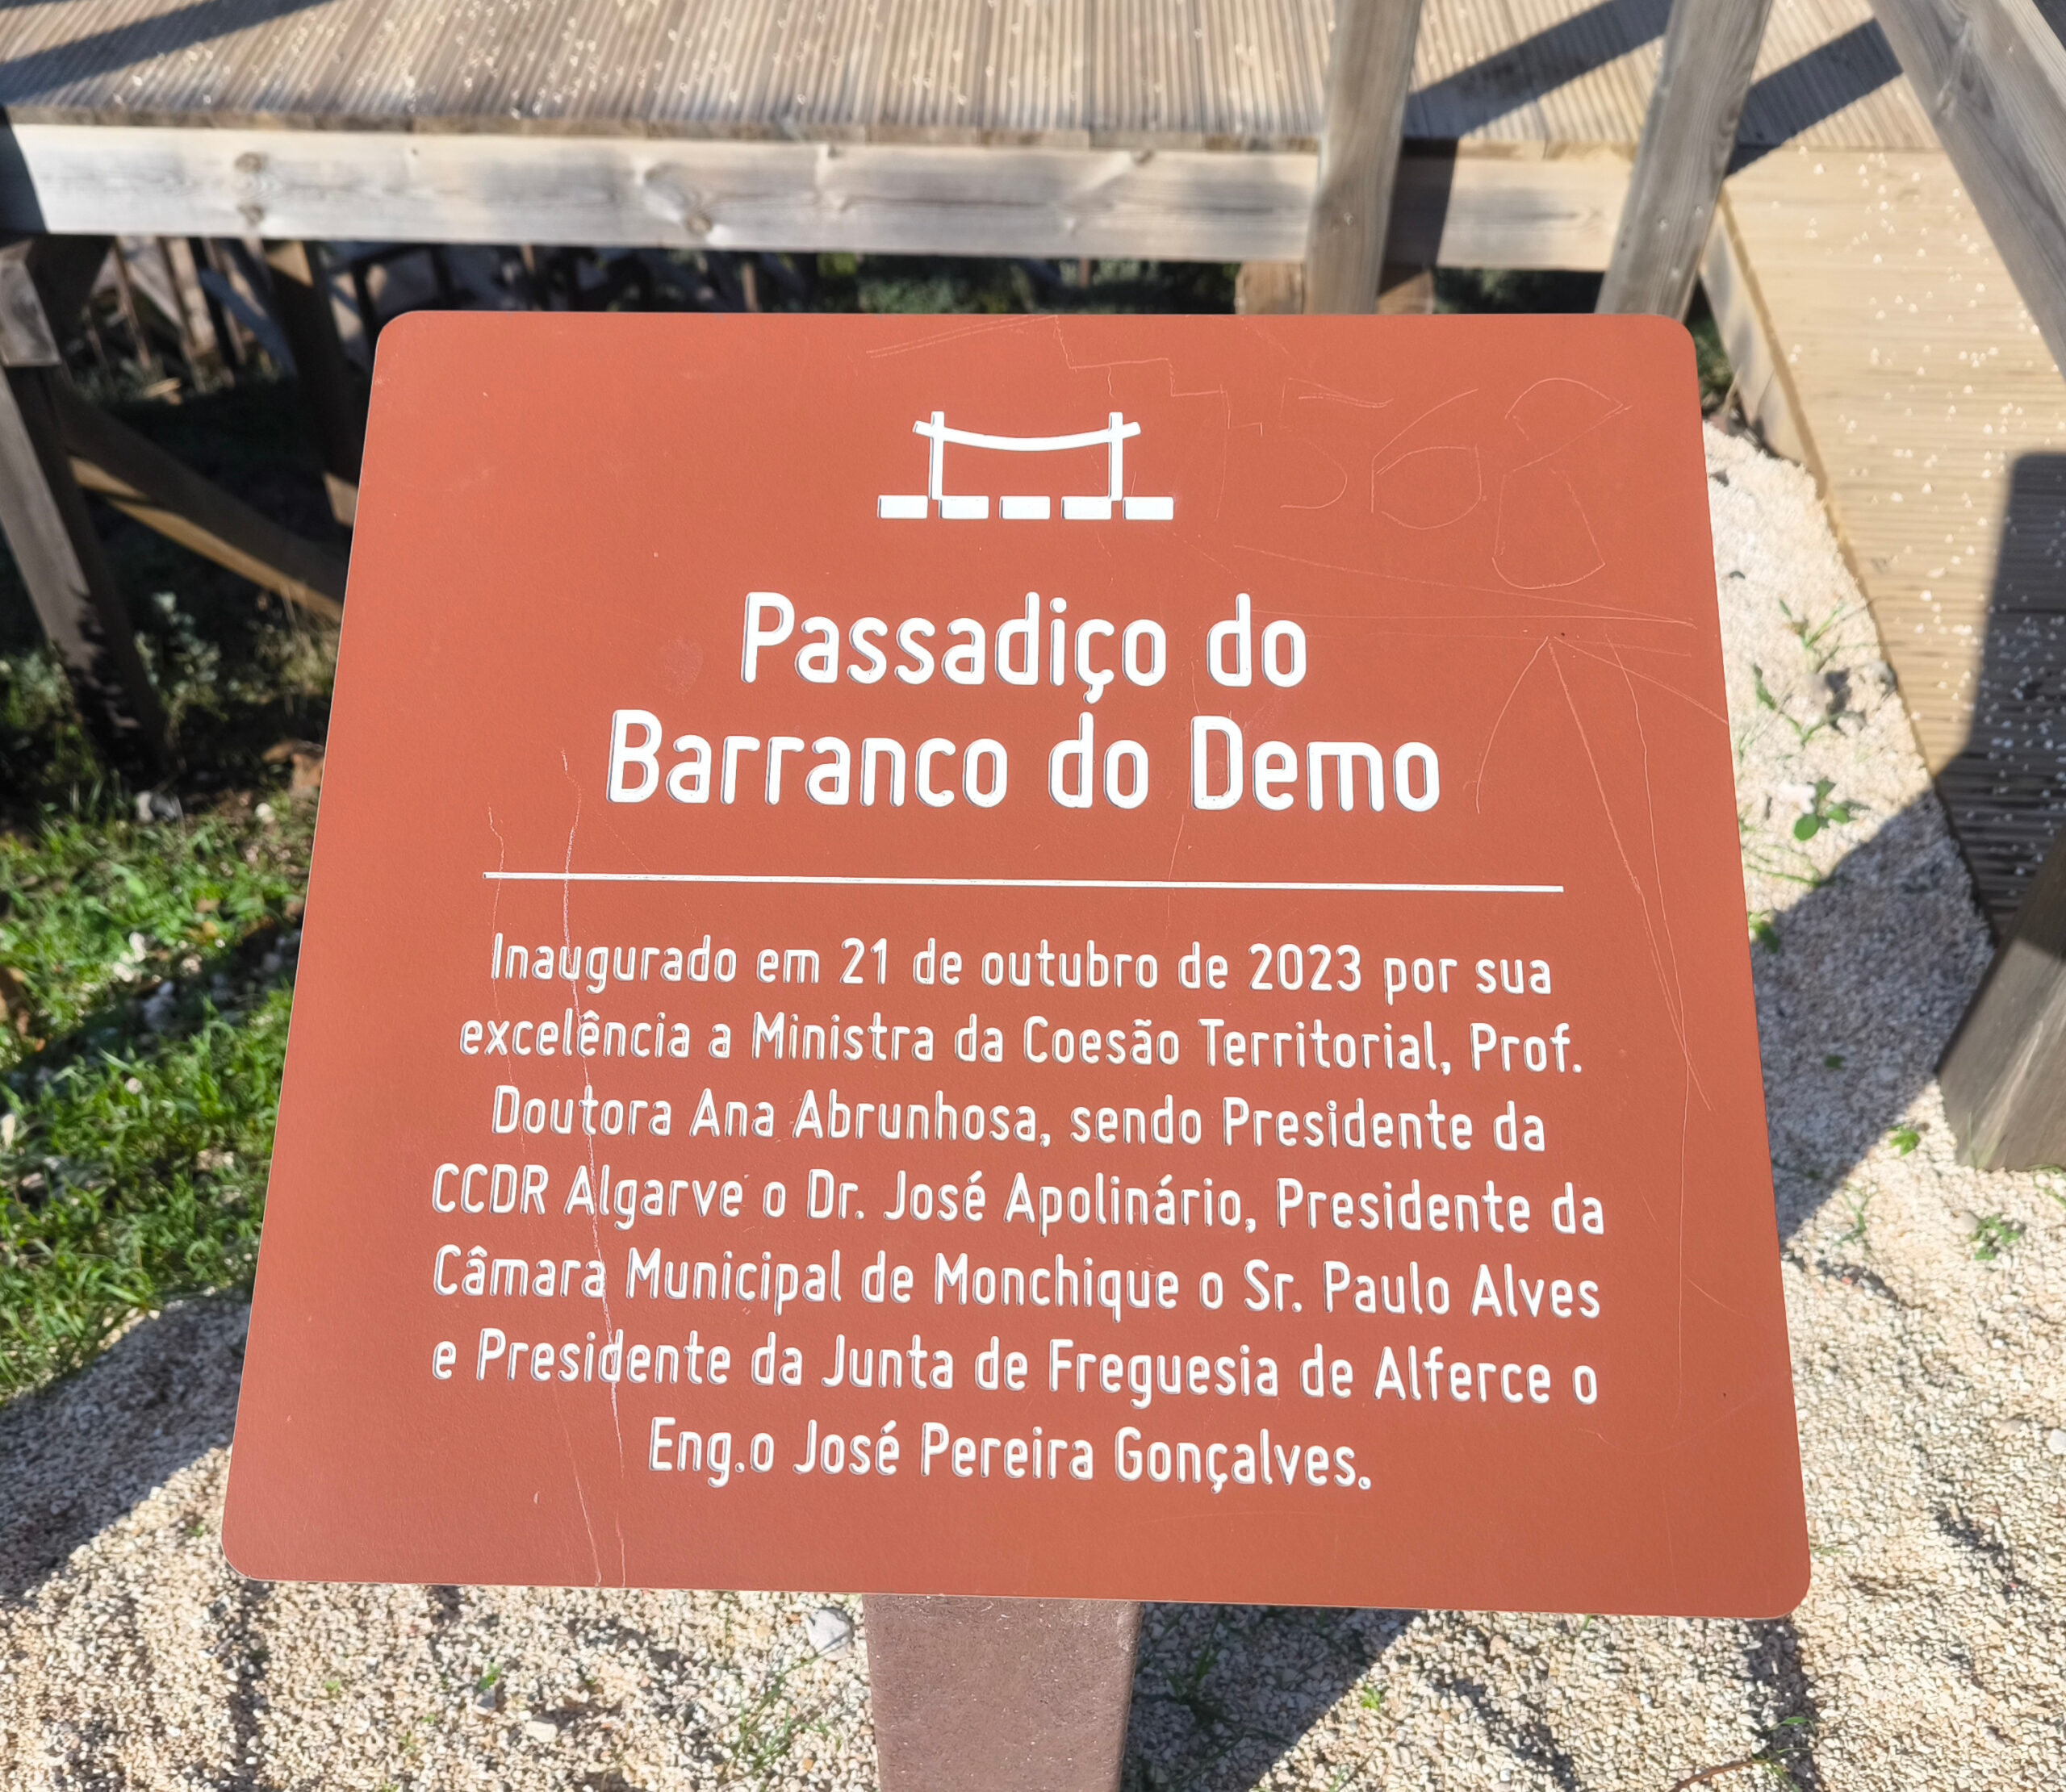 Passadiço do
Barranco do Demo
Inaugurado em 21 de outubro de 2023 por sua
excelência a Ministra da Coesão Territorial, Prof.
Doutora Ana Abrunhosa, sendo Presidente da
CCDR Algarve o Dr. José Apolinário, Presidente da
Câmara Municipal de Monchique o Sr. Paulo Alves
e Presidente da Junta de Freguesia de Alferce o
Eng.o José Pereira Gonçalves.